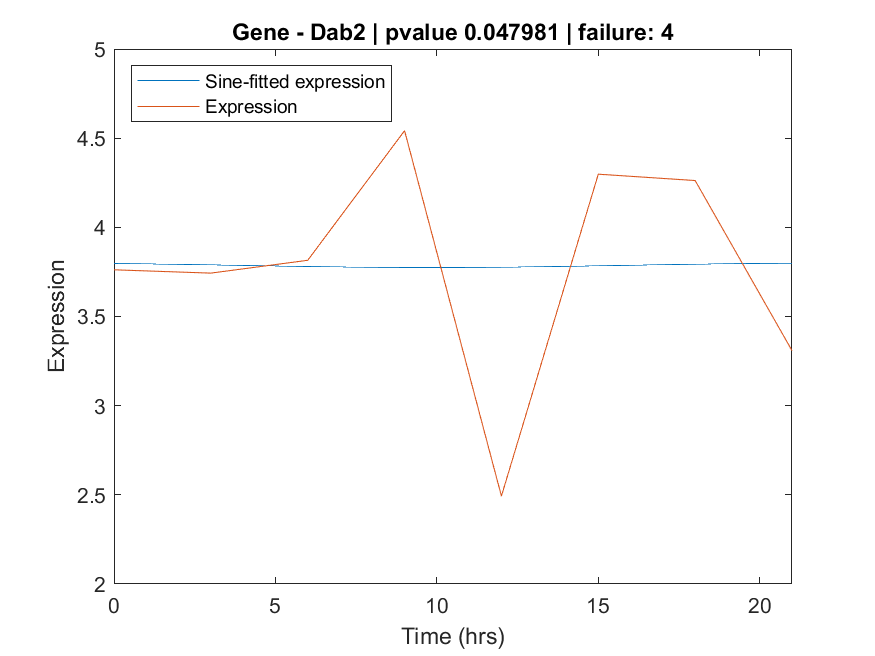 Gene - Dab2 | pvalue 0.047981 | failure: 4
Sine-fitted expression
Expression
5
4.5
4
3.5
3
2.5
2
Expression
0 5 10 15 20
Time (hrs)